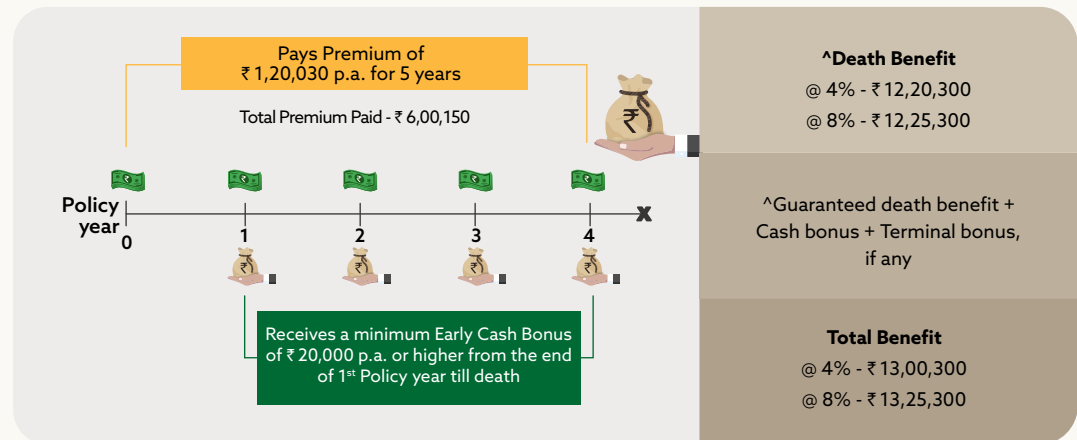 Pays Premium of
₹ 1,20,030 p.a. for 5 years
Total Premium Paid - ₹ 6,00,150
Policy
year
0
1
2
3
4
X
Receives a minimum Early Cash Bonus
of ₹ 20,000 p.a. or higher from the end
of 1st Policy year till death
^Death Benefit
@ 4% - ₹ 12,20,300
@ 8% - ₹ 12,25,300
^Guaranteed death benefit +
Cash bonus + Terminal bonus,
if any
Total Benefit
@ 4% - ₹ 13,00,300
@ 8% - ₹ 13,25,300